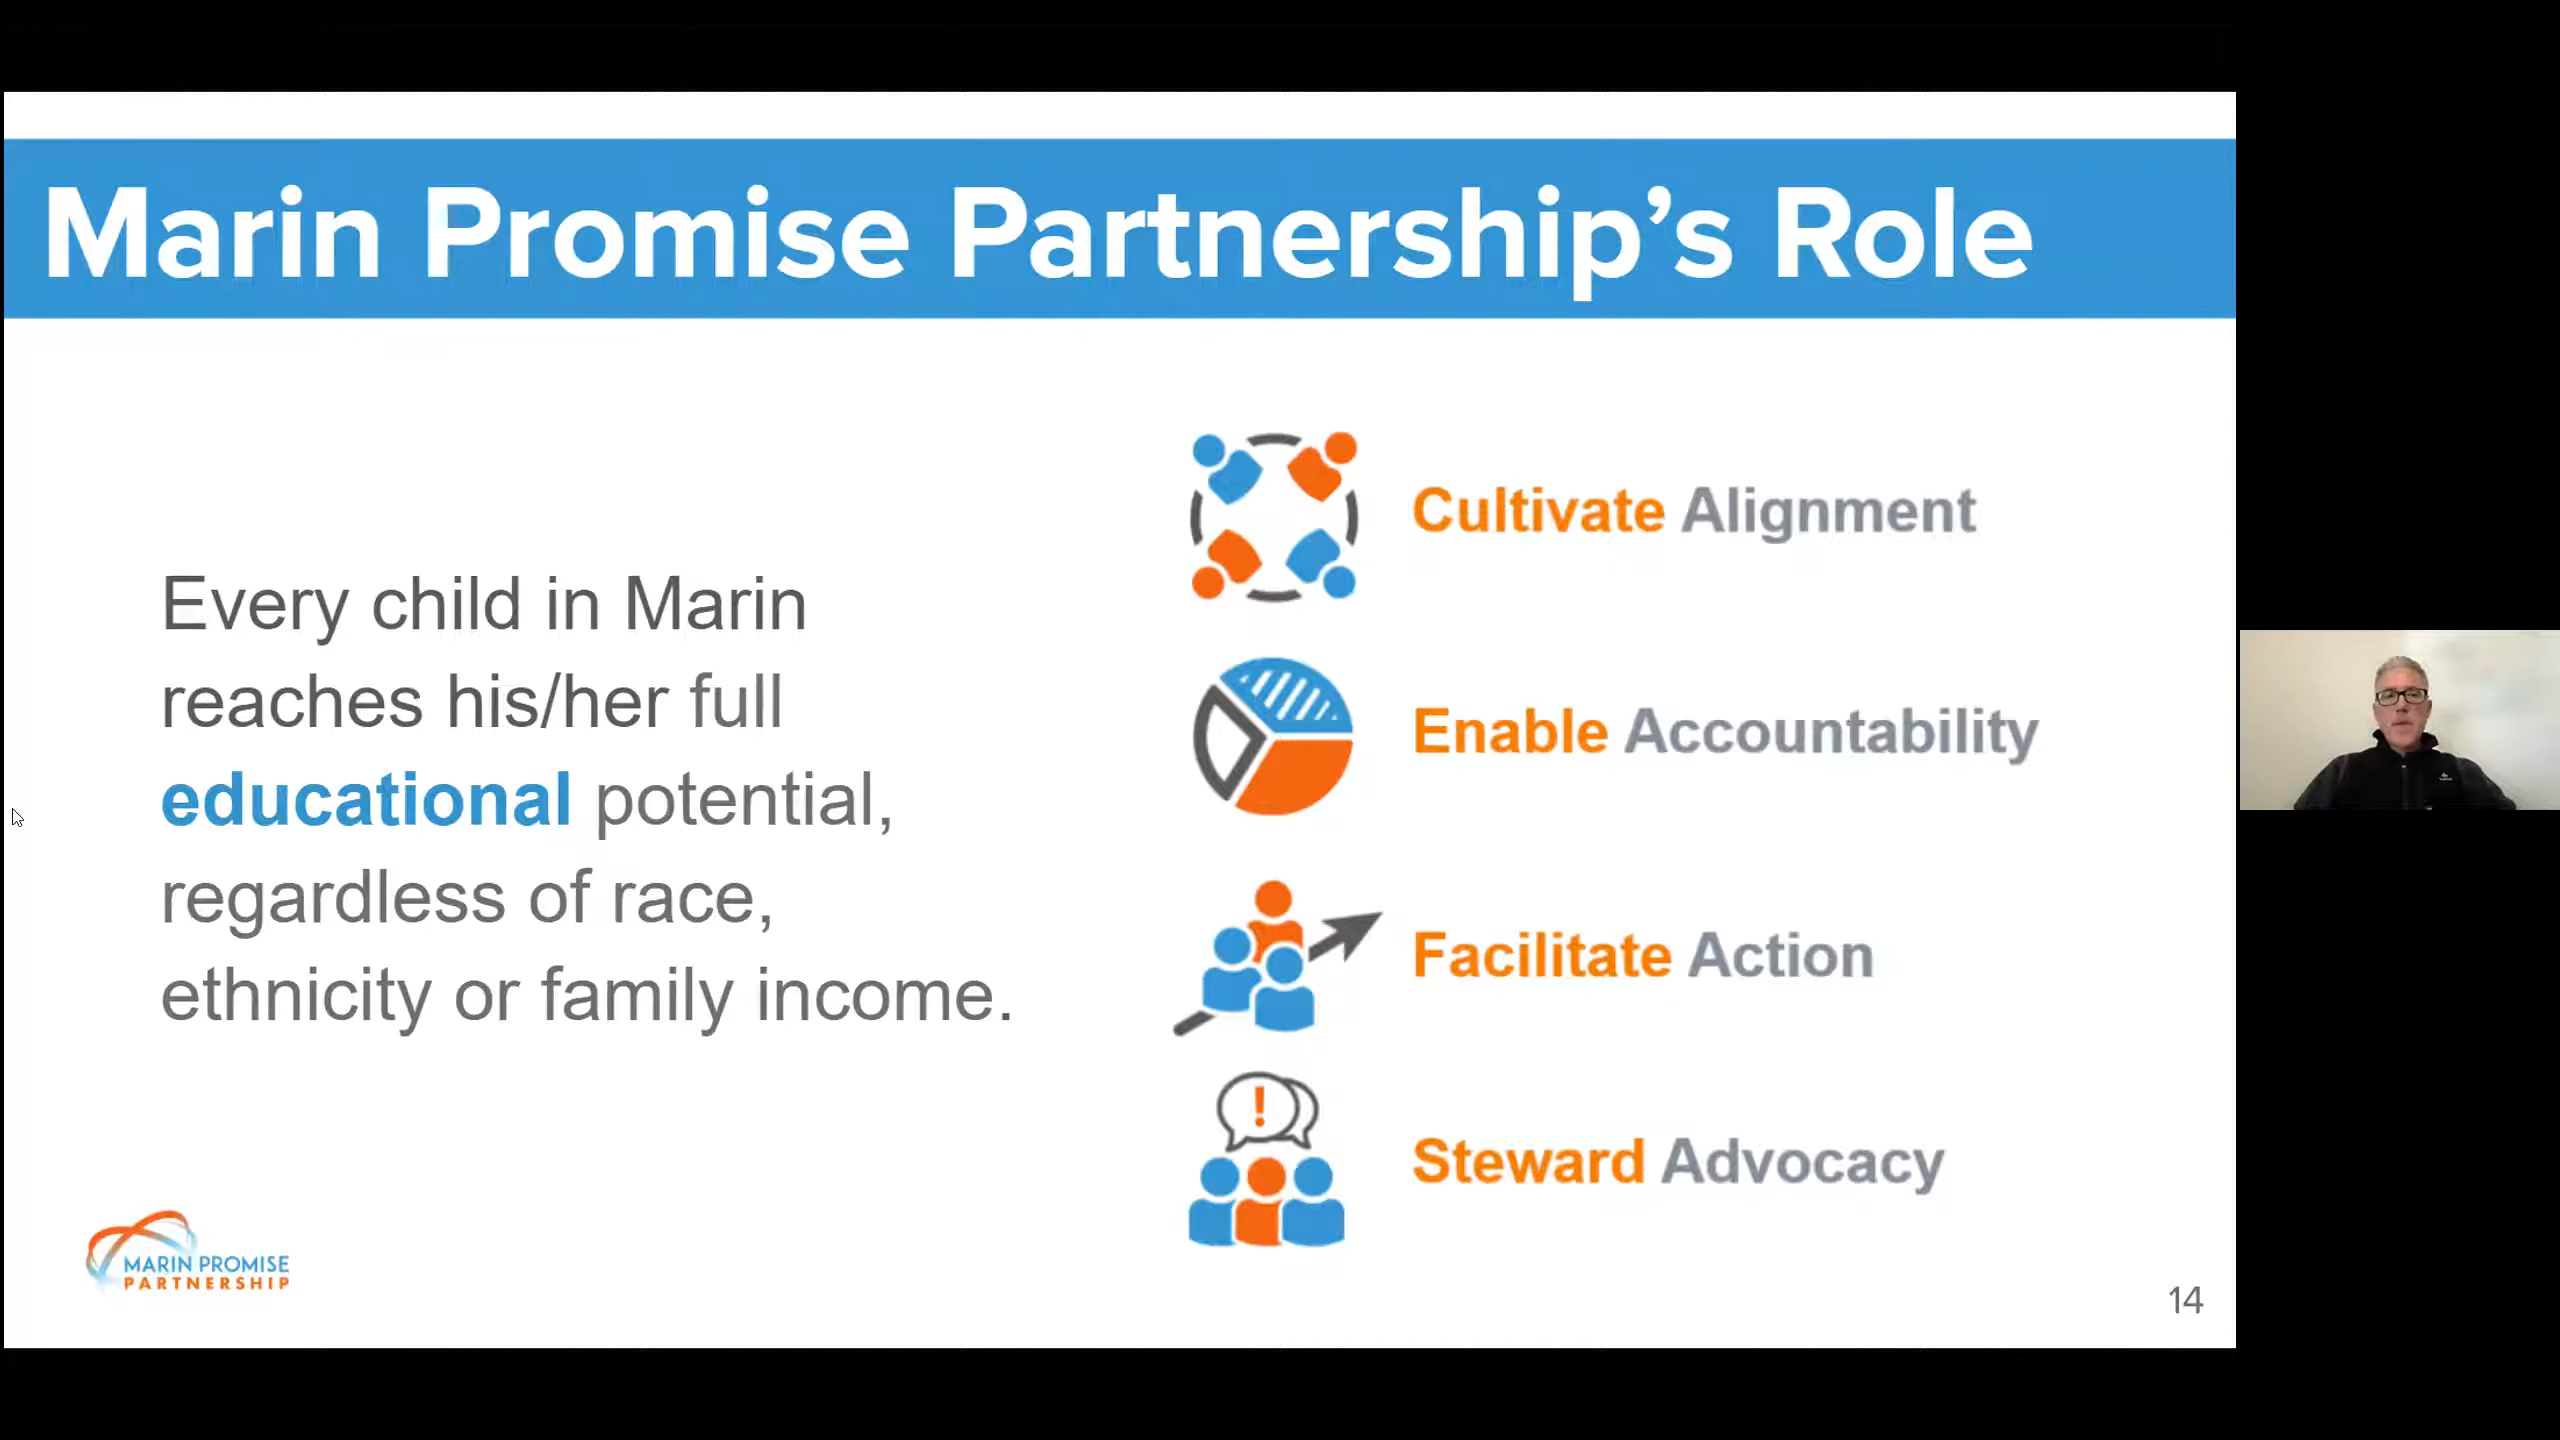 Marin Promise Partnership’s Role
Every child in Marin
reaches his/her full
educational potential,
regardless of race,
ethnicity or family income.
Cultivate Alignment
Enable Accountability
Facilitate Action
!
Steward Advocacy
MARIN PROMISE
PARTNERSHIP
14